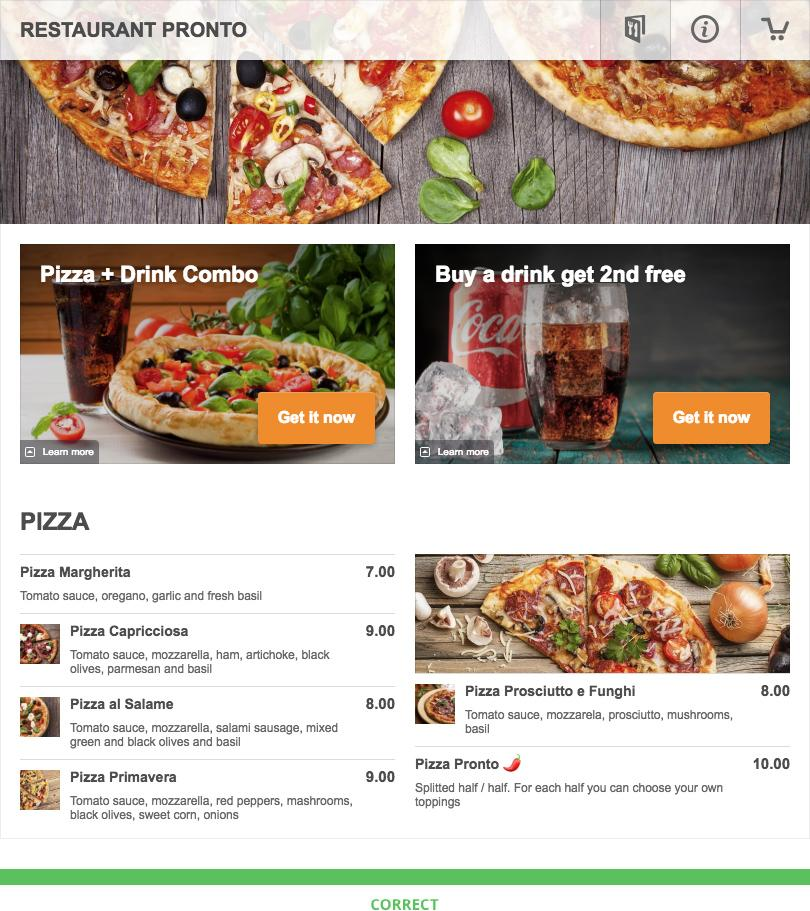 RESTAURANT PRONTO
Pizza + Drink Combo
Get it now
Learn more
Buy a drink get 2nd free
Coca
Get it now
Learn more
PIZZA
Pizza Margherita 7.00
Tomato sauce, oregano, garlic and fresh basil
Pizza Capricciosa 9.00
Tomato sauce, mozzarella, ham, artichoke, black
olives, parmesan and basil
Pizza al Salame 8.00
Tomato sauce, mozzarella, salami sausage, mixed
green and black olives and basil
Pizza Primavera 9.00
Tomato sauce, mozzarella, red peppers, mashrooms,
black olives, sweet corn, onions
Pizza Prosciutto e Funghi 8.00
Tomato sauce, mozzarela, prosciutto, mushrooms,
basil
Pizza Pronto 🌶️ 10.00
Splitted half / half. For each half you can choose your own
toppings
CORRECT